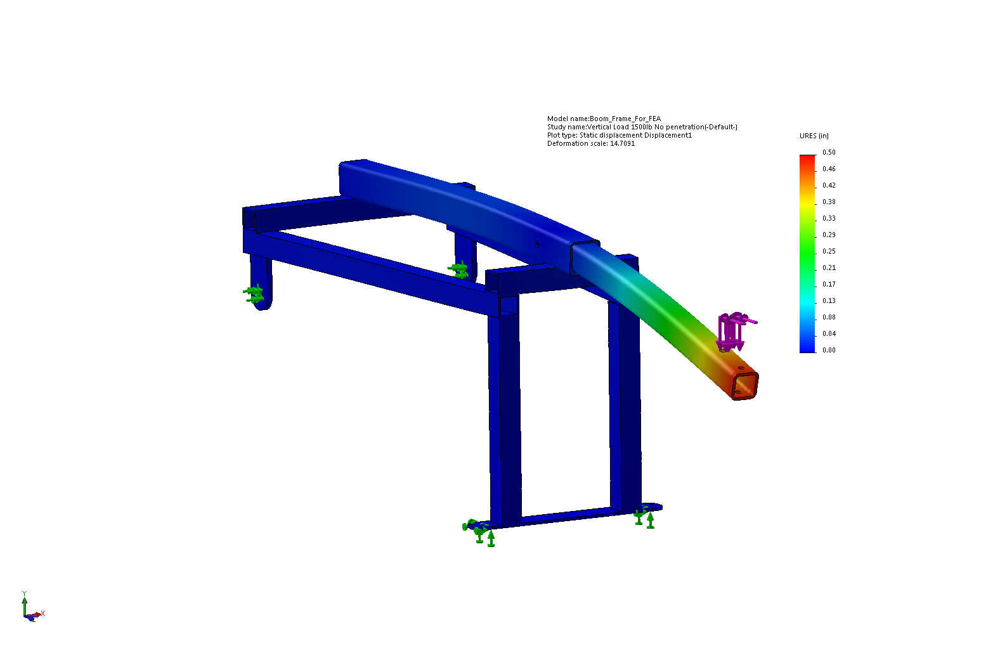 Model name:Boom_Frame_For_FEA
Study name:Vertical Load 1500lb No penetration(-Default-)
Plot type: Static displacement Displacement1
Deformation scale: 14.7091
URES (in)
0.50
0.46
0.42
0.38
0.33
0.29
0.25
0.21
0.17
0.13
0.08
0.04
0.00
Y
X